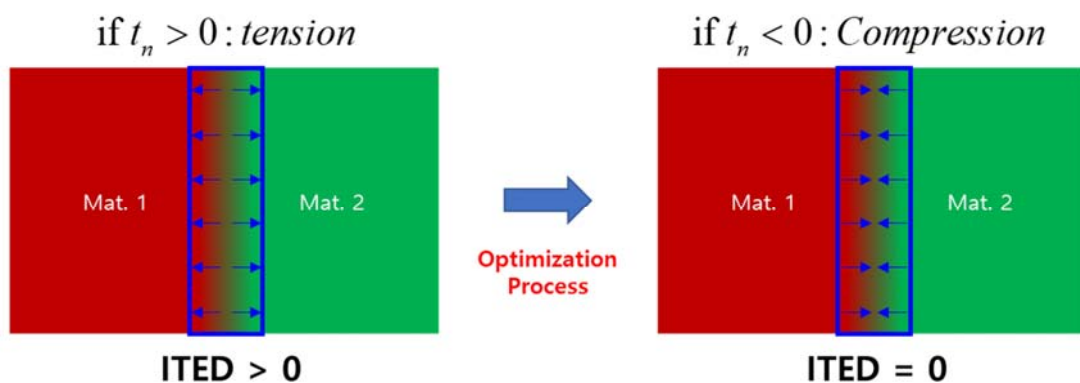 if t_n > 0 : tension
Mat. 1
Mat. 2
ITED > 0
Optimization
Process
if t_n < 0 : Compression
Mat. 1
Mat. 2
ITED = 0